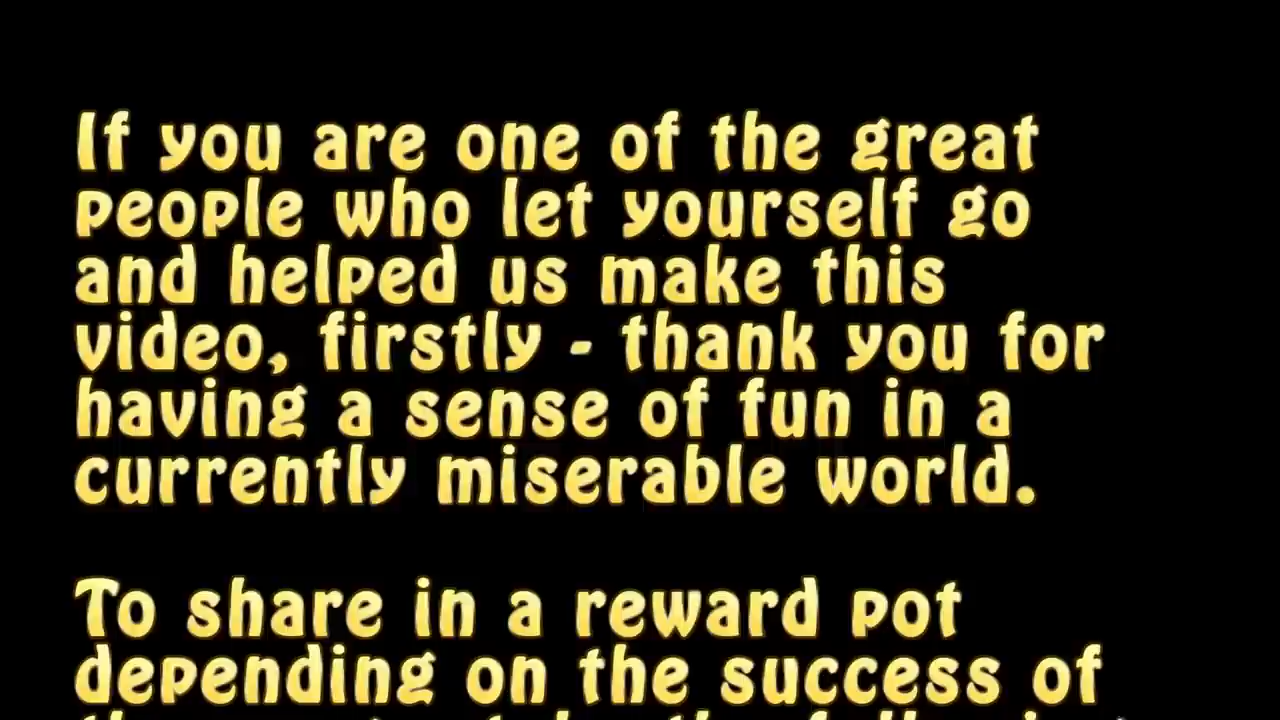 If you are one of the great
people who let yourself go
and helped us make this
video, firstly - thank you for
having a sense of fun in a
currently miserable world.
To share in a reward pot
depending on the success of